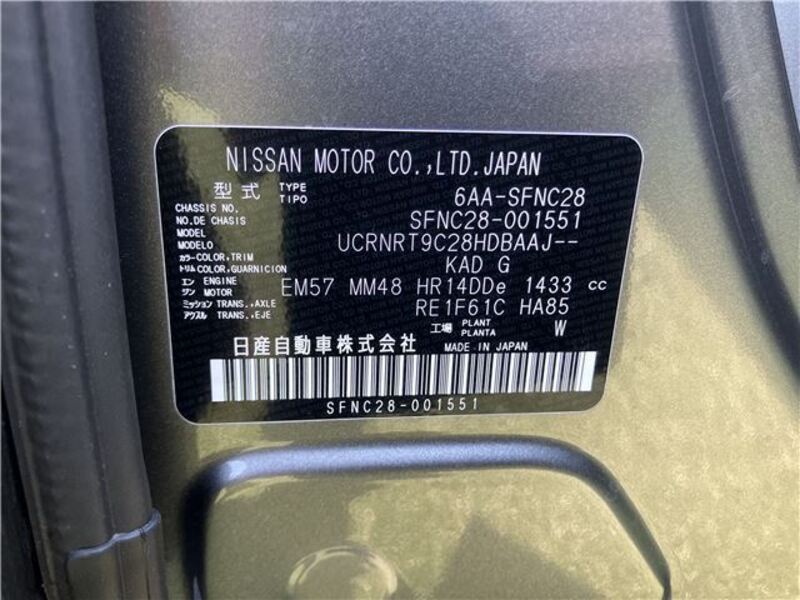 NISSAN MOTOR CO.,LTD.JAPAN
型式 TYPE TIPO 6AA-SFNC28
CHASSIS NO. NO.DE CHASIS SFNC28-001551
MODEL MODELO UCRNRT9C28HDBAAJ--
カラー COLOR,TRIM トリム COLOR,GUARNICION KAD G
エンジン ENGINE MOTOR EM57 MM48 HR14DDe 1433 cc
ミッション TRANS.,AXLE アクスル TRANS.,EJE RE1F61C HA85
工場 PLANT PLANTA W
日産自動車株式会社 MADE IN JAPAN
SFNC28-001551